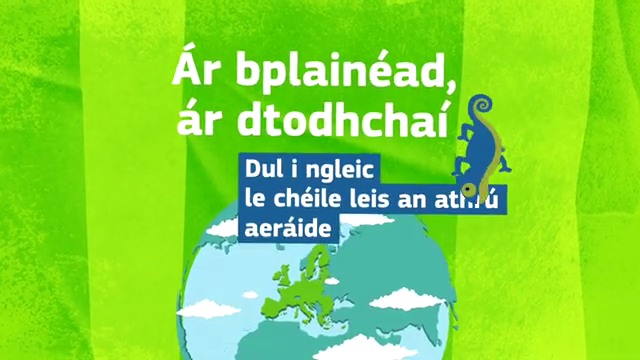 Ár bplainéad,
ár dtodhchaí
Dul i ngleic
le chéile leis an athrú
aeráide